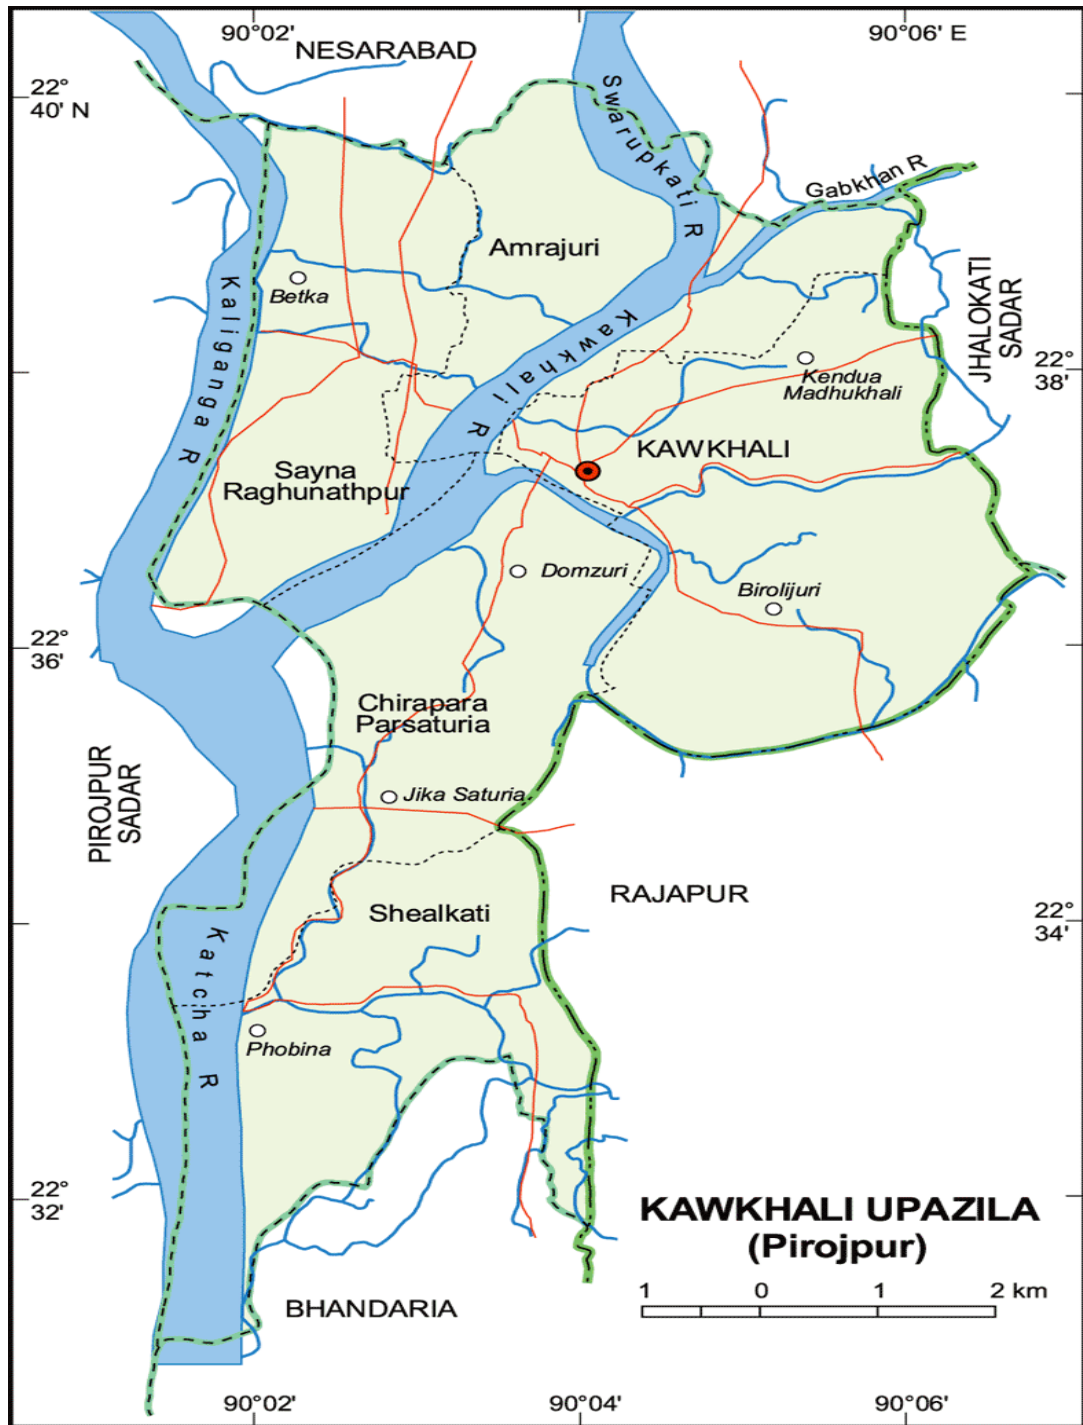 90°02'
90°06' E
NESARABAD
22°
40' N
Swarupkati R
Gabkhan R
Amrajuri
Betka
Kaliganga R
Kawkhali R
JHALOKATI
SADAR
22°
38'
Kendua
Madhukhali
KAWKHALI
Sayna
Raghunathpur
Domzuri
Birolijuri
22°
36'
Chirapara
Parsaturia
PIROJPUR
SADAR
Jika Saturia
RAJAPUR
Shealkati
22°
34'
Katcha R
Phobina
22°
32'
KAWKHALI UPAZILA
(Pirojpur)
1 0 1 2 km
BHANDARIA
90°02'
90°04'
90°06'